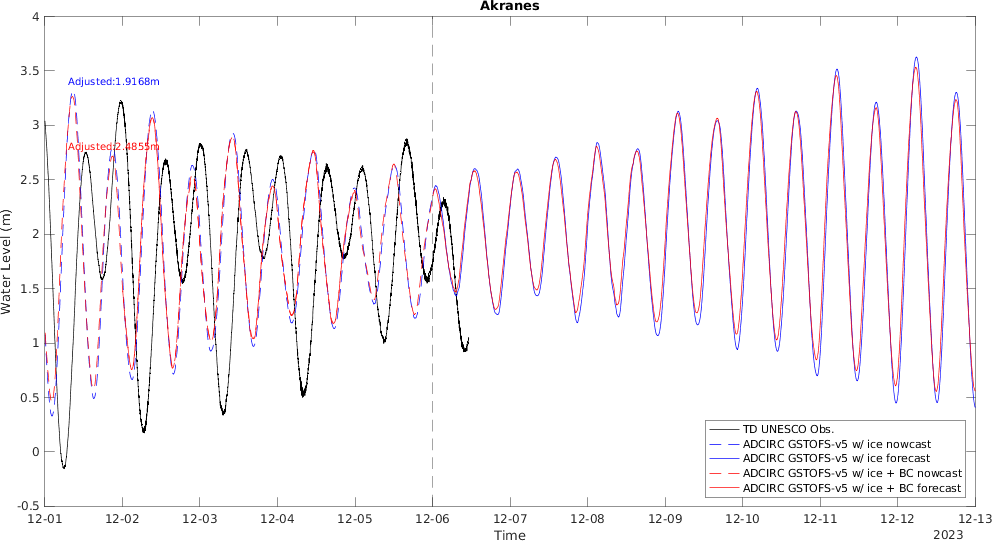 Akranes
4
3.5
3
2.5
2
1.5
1
0.5
0
-0.5
Water Level (m)
Adjusted:1.9168m
Adjusted:2.4855m
TD UNESCO Obs.
ADCIRC GSTOFS-v5 w/ ice nowcast
ADCIRC GSTOFS-v5 w/ ice forecast
ADCIRC GSTOFS-v5 w/ ice + BC nowcast
ADCIRC GSTOFS-v5 w/ ice + BC forecast
12-01 12-02 12-03 12-04 12-05 12-06 12-07 12-08 12-09 12-10 12-11 12-12 12-13
Time
2023